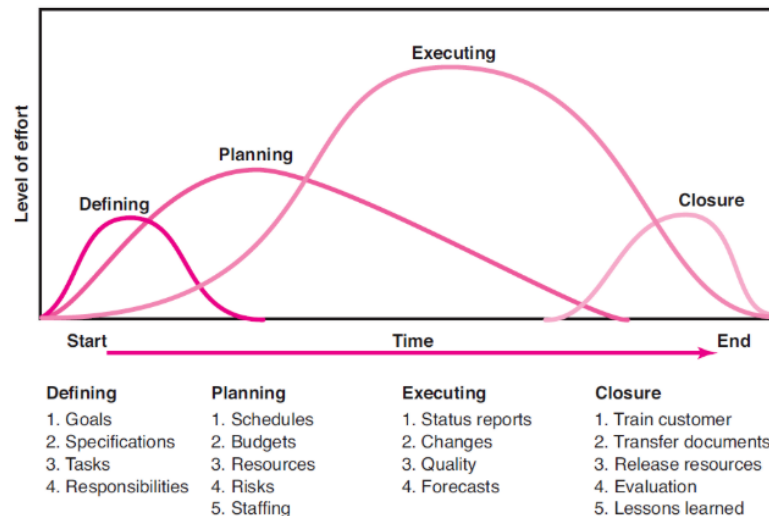 Executing
Planning
Defining
Closure
Level of effort
Start
Time
End
Defining
1. Goals
2. Specifications
3. Tasks
4. Responsibilities
Planning
1. Schedules
2. Budgets
3. Resources
4. Risks
5. Staffing
Executing
1. Status reports
2. Changes
3. Quality
4. Forecasts
Closure
1. Train customer
2. Transfer documents
3. Release resources
4. Evaluation
5. Lessons learned